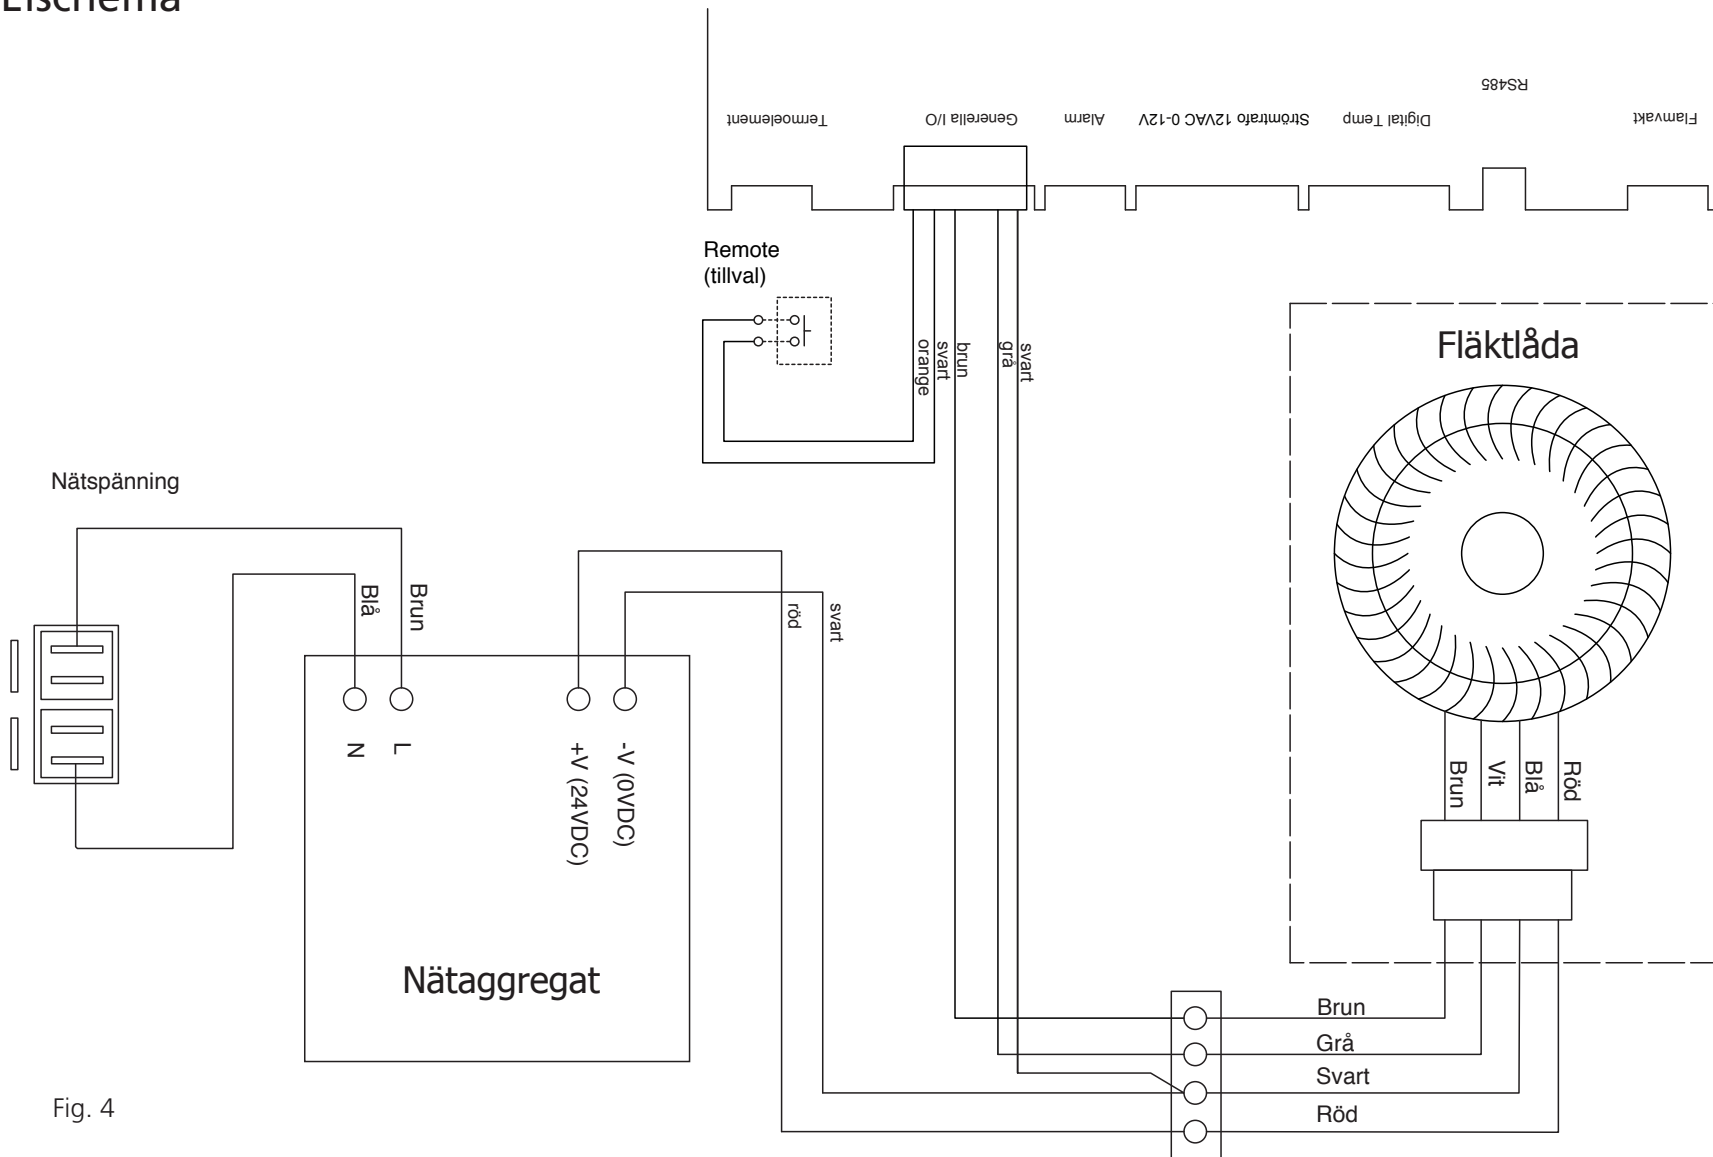 Elschema
RS485
Termoelement
Generella I/O
Alarm
Strömtrafo 12VAC 0-12V
Digital Temp
Flamvakt
Remote
(tillval)
orange
svart
brun
grå
svart
Fläktlåda
Nätspänning
Blå
Brun
röd
svart
N
L
+V (24VDC)
-V (0VDC)
Brun
Vit
Blå
Röd
Nätaggregat
Brun
Grå
Svart
Röd
Fig. 4